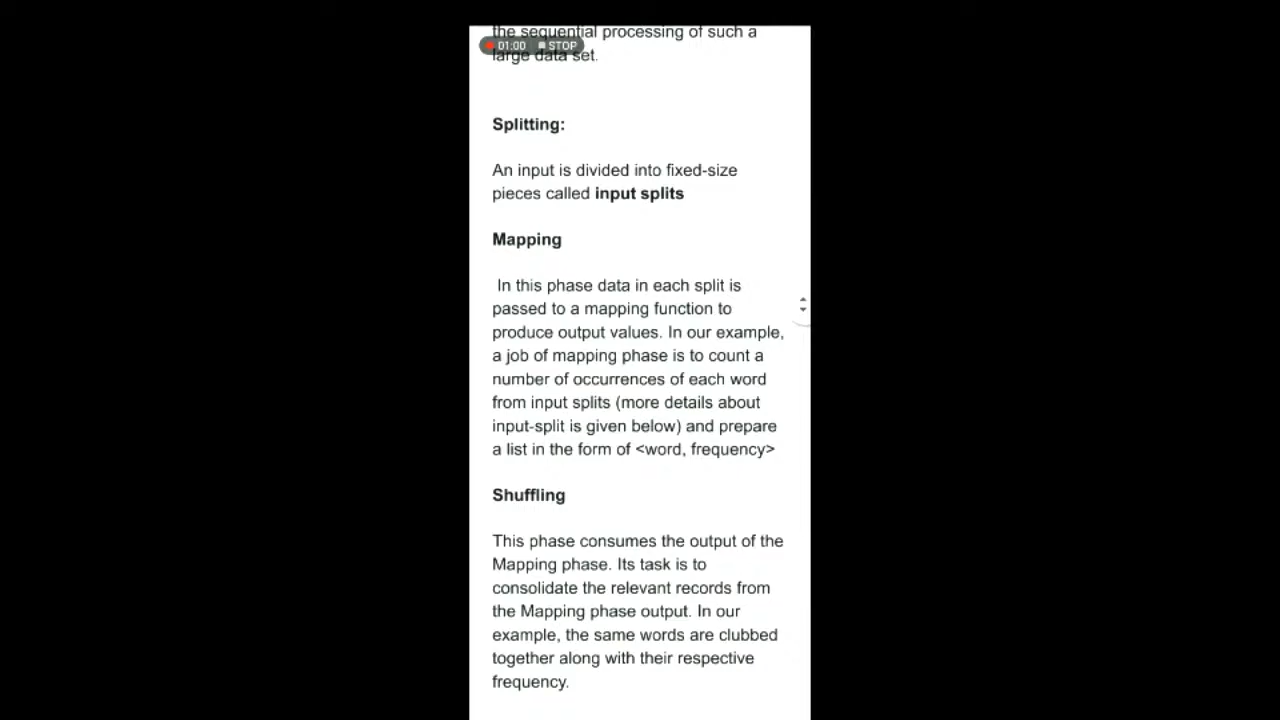 the sequential processing of such a
01:00 STOP
large data set.
Splitting:
An input is divided into fixed-size
pieces called input splits
Mapping
In this phase data in each split is
passed to a mapping function to
produce output values. In our example,
a job of mapping phase is to count a
number of occurrences of each word
from input splits (more details about
input-split is given below) and prepare
a list in the form of <word, frequency>
Shuffling
This phase consumes the output of the
Mapping phase. Its task is to
consolidate the relevant records from
the Mapping phase output. In our
example, the same words are clubbed
together along with their respective
frequency.